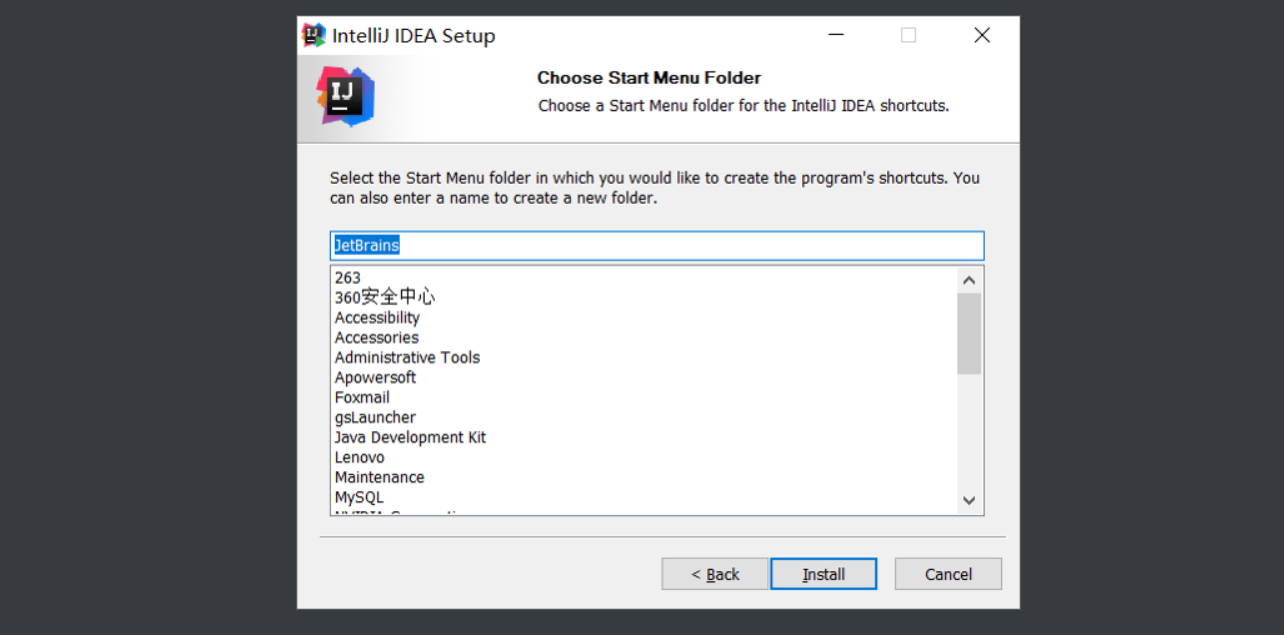 IntelliJ IDEA Setup
IJ
Choose Start Menu Folder
Choose a Start Menu folder for the IntelliJ IDEA shortcuts.
Select the Start Menu folder in which you would like to create the program's shortcuts. You
can also enter a name to create a new folder.
JetBrains
263
360安全中心
Accessibility
Accessories
Administrative Tools
Apowersoft
Foxmail
gsLauncher
Java Development Kit
Lenovo
Maintenance
MySQL
< Back
Install
Cancel